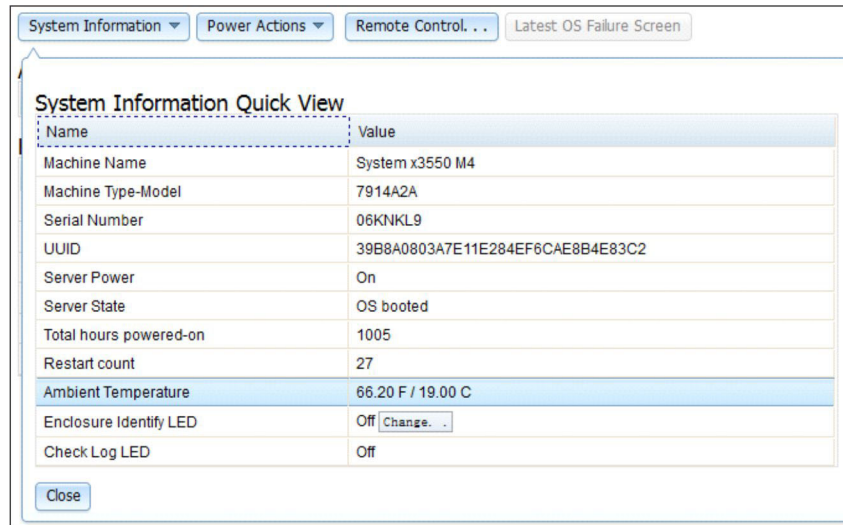 System Information Power Actions Remote Control. . . Latest OS Failure Screen
System Information Quick View
Name Value
Machine Name System x3550 M4
Machine Type-Model 7914A2A
Serial Number 06KNKL9
UUID 39B8A0803A7E11E284EF6CAE8B4E83C2
Server Power On
Server State OS booted
Total hours powered-on 1005
Restart count 27
Ambient Temperature 66.20 F / 19.00 C
Enclosure Identify LED Off Change. .
Check Log LED Off
Close